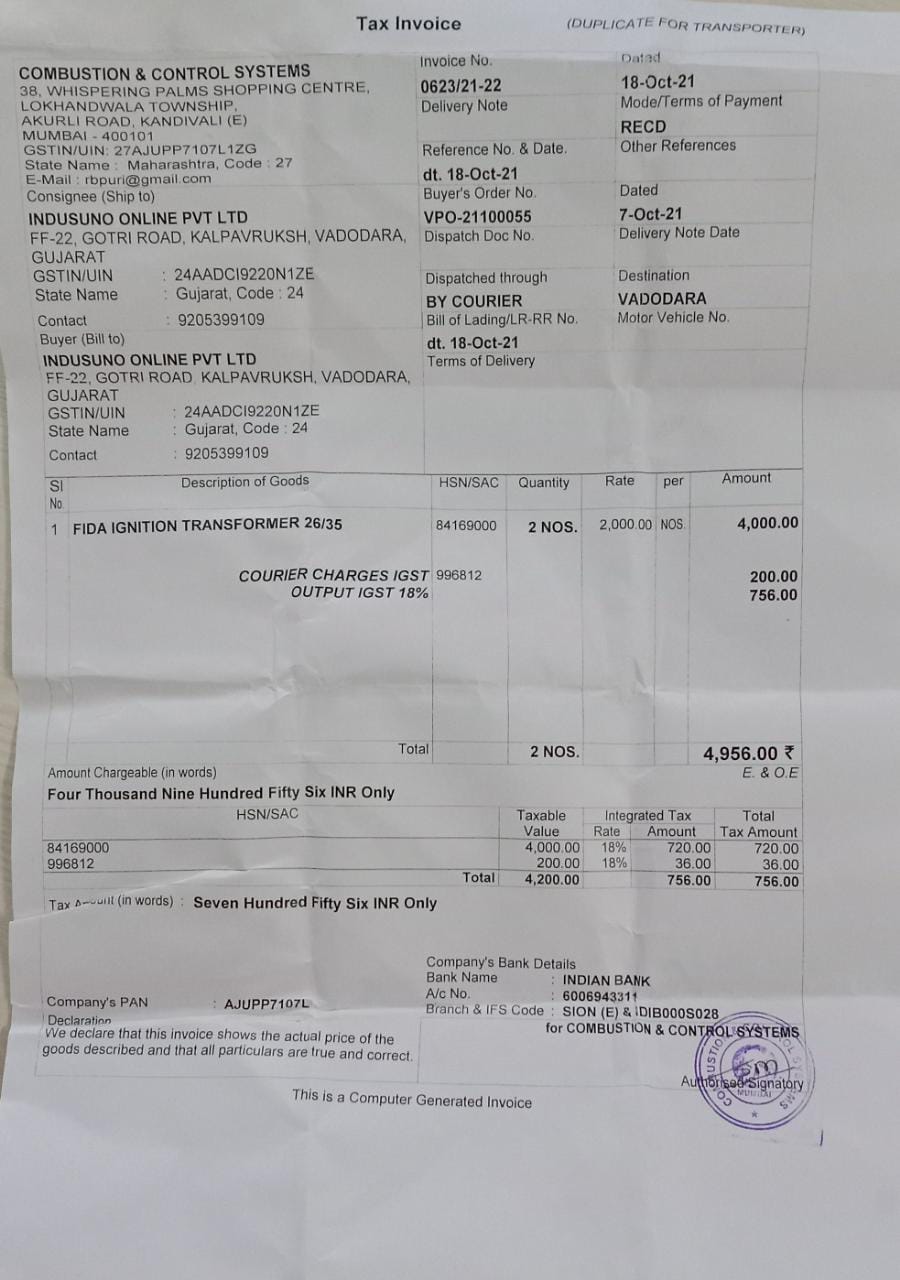 Tax Invoice
(DUPLICATE FOR TRANSPORTER)
COMBUSTION & CONTROL SYSTEMS
38, WHISPERING PALMS SHOPPING CENTRE,
LOKHANDWALA TOWNSHIP,
AKURLI ROAD, KANDIVALI (E)
MUMBAI - 400101
GSTIN/UIN: 27AJUPP7107L1ZG
State Name : Maharashtra, Code : 27
E-Mail : rbpuri@gmail.com
Invoice No. Dated
0623/21-22 18-Oct-21
Delivery Note Mode/Terms of Payment
RECD
Reference No. & Date. Other References
dt. 18-Oct-21
Consignee (Ship to)
INDUSUNO ONLINE PVT LTD
FF-22, GOTRI ROAD, KALPAVRUKSH, VADODARA,
GUJARAT
GSTIN/UIN : 24AADCI9220N1ZE
State Name : Gujarat, Code : 24
Contact : 9205399109
Buyer's Order No. Dated
VPO-21100055 7-Oct-21
Dispatch Doc No. Delivery Note Date
Dispatched through Destination
BY COURIER VADODARA
Bill of Lading/LR-RR No. Motor Vehicle No.
dt. 18-Oct-21
Terms of Delivery
Buyer (Bill to)
INDUSUNO ONLINE PVT LTD
FF-22, GOTRI ROAD, KALPAVRUKSH, VADODARA,
GUJARAT
GSTIN/UIN : 24AADCI9220N1ZE
State Name : Gujarat, Code : 24
Contact : 9205399109
Sl No. Description of Goods HSN/SAC Quantity Rate per Amount
1 FIDA IGNITION TRANSFORMER 26/35 84169000 2 NOS. 2,000.00 NOS. 4,000.00
COURIER CHARGES IGST 996812 200.00
OUTPUT IGST 18% 756.00
Total 2 NOS. 4,956.00 ₹
Amount Chargeable (in words) E. & O.E
Four Thousand Nine Hundred Fifty Six INR Only
HSN/SAC Taxable Value Integrated Tax Rate Amount Total Tax Amount
84169000 4,000.00 18% 720.00 720.00
996812 200.00 18% 36.00 36.00
Total 4,200.00 756.00 756.00
Tax Amount (in words) : Seven Hundred Fifty Six INR Only
Company's Bank Details
Bank Name : INDIAN BANK
A/c No. : 6006943311
Branch & IFS Code : SION (E) & IDIB000S028
Company's PAN : AJUPP7107L
Declaration
We declare that this invoice shows the actual price of the
goods described and that all particulars are true and correct.
for COMBUSTION & CONTROL SYSTEMS
COMBUSTION & CONTROL SYSTEMS
MUMBAI
Authorised Signatory
This is a Computer Generated Invoice